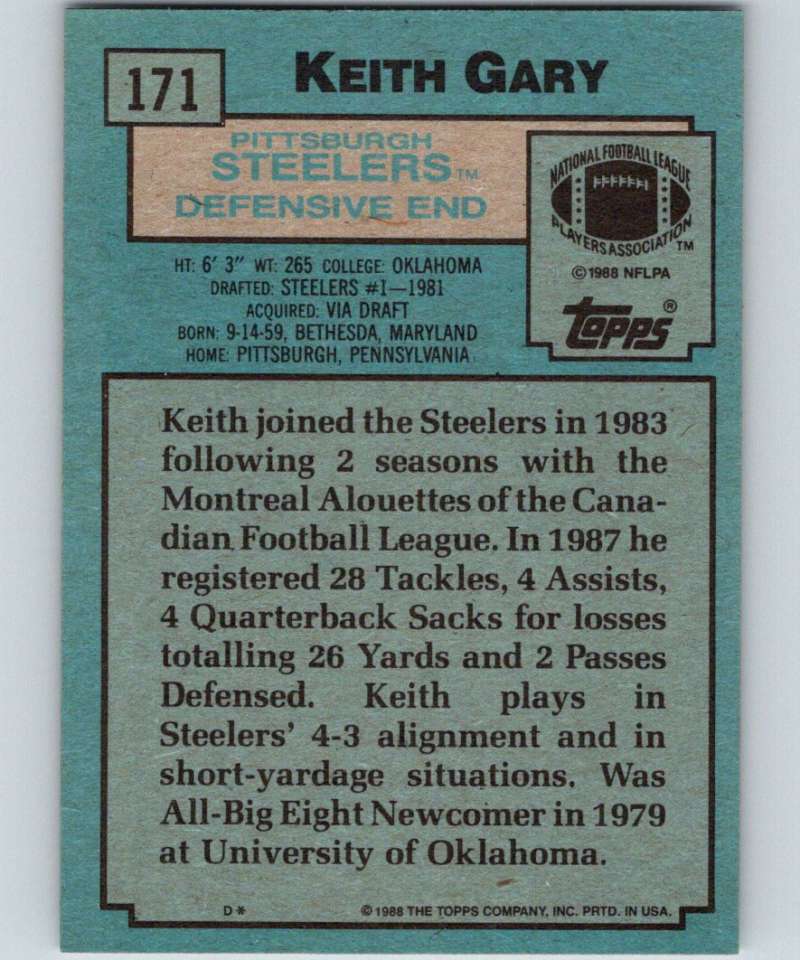 171
KEITH GARY
PITTSBURGH
STEELERS™
DEFENSIVE END
NATIONAL FOOTBALL LEAGUE
PLAYERS ASSOCIATION™
©1988 NFLPA
topps®
HT: 6' 3" WT: 265 COLLEGE: OKLAHOMA
DRAFTED: STEELERS #1—1981
ACQUIRED: VIA DRAFT
BORN: 9-14-59, BETHESDA, MARYLAND
HOME: PITTSBURGH, PENNSYLVANIA
Keith joined the Steelers in 1983
following 2 seasons with the
Montreal Alouettes of the Cana-
dian Football League. In 1987 he
registered 28 Tackles, 4 Assists,
4 Quarterback Sacks for losses
totalling 26 Yards and 2 Passes
Defensed. Keith plays in
Steelers' 4-3 alignment and in
short-yardage situations. Was
All-Big Eight Newcomer in 1979
at University of Oklahoma.
D* ©1988 THE TOPPS COMPANY, INC. PRTD. IN USA.